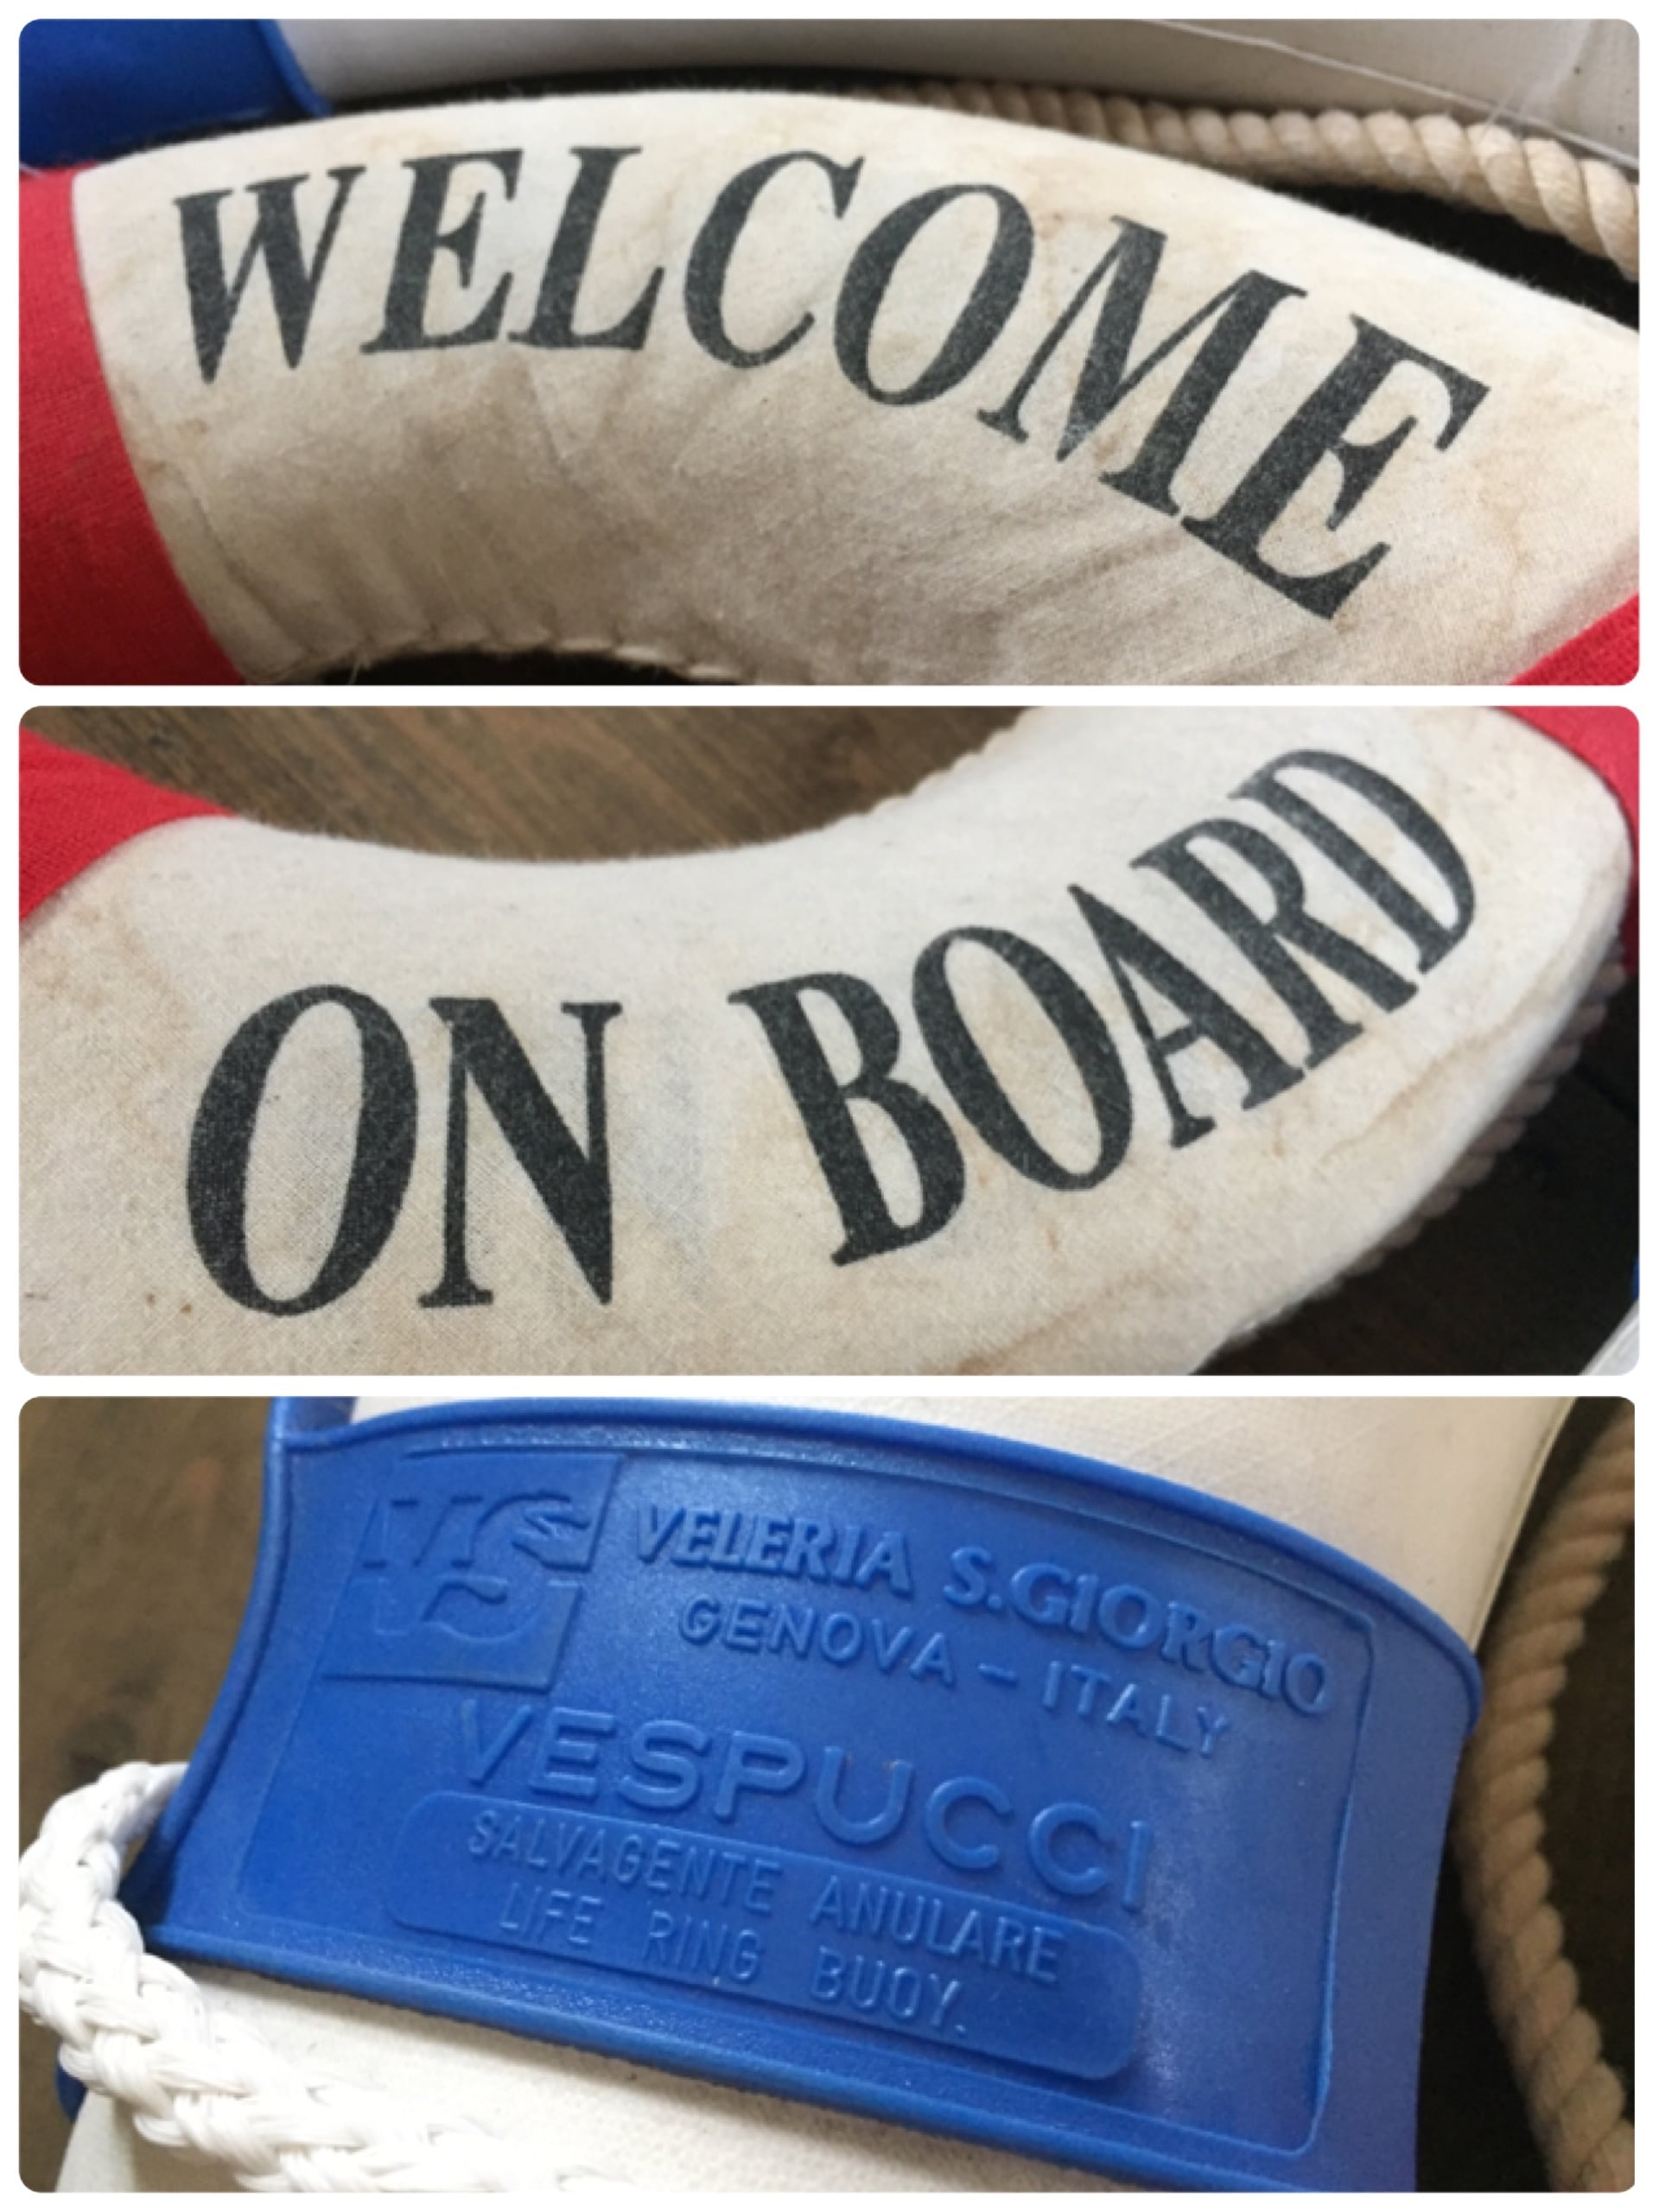 WELCOME
ON BOARD
VS
VELERIA S.GIORGIO
GENOVA - ITALY
VESPUCCI
SALVAGENTE ANULARE
LIFE RING BUOY.